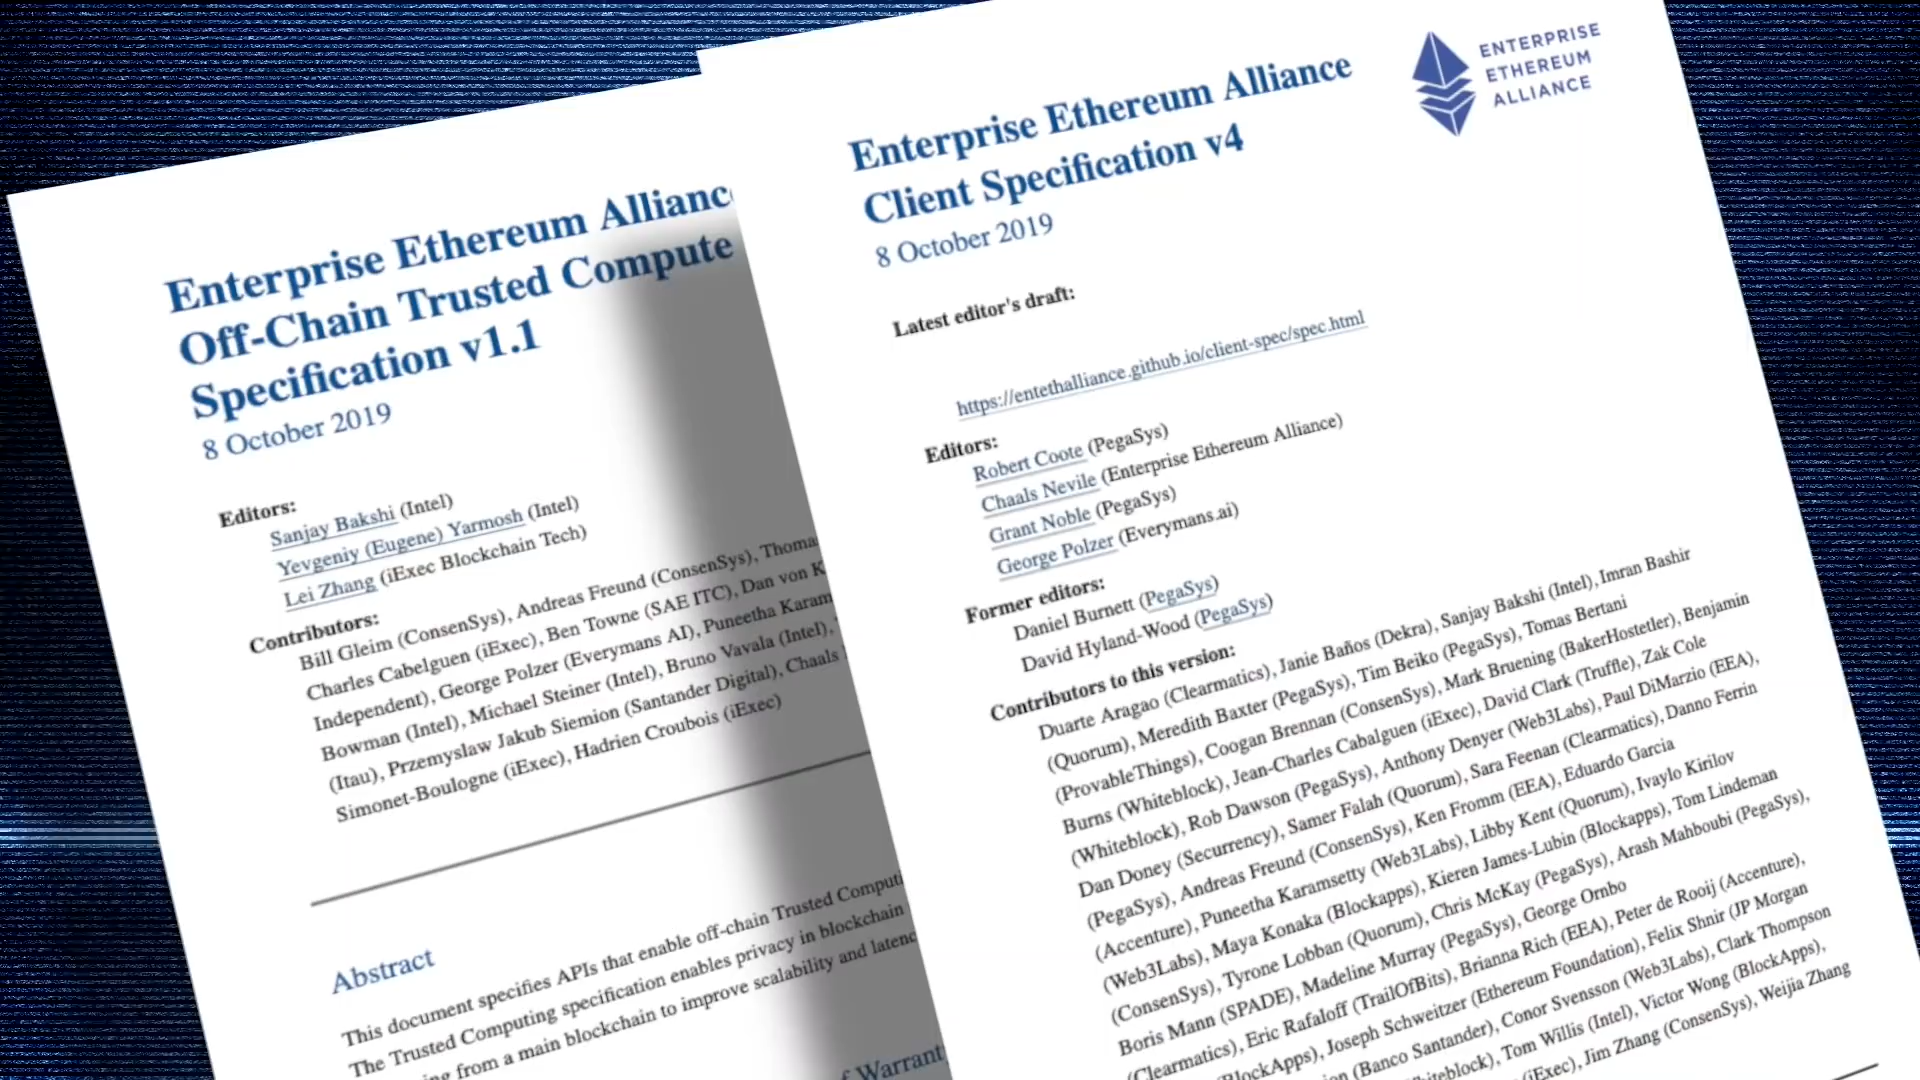 Enterprise Ethereum Alliance
Off-Chain Trusted Compute
Specification v1.1
8 October 2019
Editors:
Sanjay Bakshi (Intel)
Yevgeniy (Eugene) Yarmosh (Intel)
Lei Zhang (iExec Blockchain Tech)
Contributors:
Bill Gleim (ConsenSys), Andreas Freund (ConsenSys), Thoma
Charles Cabelguen (iExec), Ben Towne (SAE ITC), Dan von K
Independent), George Polzer (Everymans AI), Puneetha Karam
Bowman (Intel), Michael Steiner (Intel), Bruno Vavala (Intel),
(Itau), Przemyslaw Jakub Siemion (Santander Digital), Chaals
Simonet-Boulogne (iExec), Hadrien Croubois (iExec)
Abstract
This document specifies APIs that enable off-chain Trusted Computi
The Trusted Computing specification enables privacy in blockchain
from a main blockchain to improve scalability and latenc
f Warrant
ENTERPRISE
ETHEREUM
ALLIANCE
Enterprise Ethereum Alliance
Client Specification v4
8 October 2019
Latest editor's draft:
https://entethalliance.github.io/client-spec/spec.html
Editors:
Robert Coote (PegaSys)
Chaals Nevile (Enterprise Ethereum Alliance)
Grant Noble (PegaSys)
George Polzer (Everymans.ai)
Former editors:
Daniel Burnett (PegaSys)
David Hyland-Wood (PegaSys)
Contributors to this version:
Duarte Aragao (Clearmatics), Janie Baños (Dekra), Sanjay Bakshi (Intel), Imran Bashir
(Quorum), Meredith Baxter (PegaSys), Tim Beiko (PegaSys), Tomas Bertani
(ProvableThings), Coogan Brennan (ConsenSys), Mark Bruening (BakerHostetler), Benjamin
Burns (Whiteblock), Jean-Charles Cabalguen (iExec), David Clark (Truffle), Zak Cole
(Whiteblock), Rob Dawson (PegaSys), Anthony Denyer (Web3Labs), Paul DiMarzio (EEA),
Dan Doney (Securrency), Samer Falah (Quorum), Sara Feenan (Clearmatics), Danno Ferrin
(PegaSys), Andreas Freund (ConsenSys), Ken Fromm (EEA), Eduardo Garcia
(Accenture), Puneetha Karamsetty (Web3Labs), Libby Kent (Quorum), Ivaylo Kirilov
(Web3Labs), Maya Konaka (Blockapps), Kieren James-Lubin (Blockapps), Tom Lindeman
(ConsenSys), Tyrone Lobban (Quorum), Chris McKay (PegaSys), Arash Mahboubi (PegaSys),
Boris Mann (SPADE), Madeline Murray (PegaSys), George Ornbo
(Clearmatics), Eric Rafaloff (TrailOfBits), Brianna Rich (EEA), Peter de Rooij (Accenture),
(BlockApps), Joseph Schweitzer (Ethereum Foundation), Felix Shnir (JP Morgan
(Banco Santander), Conor Svensson (Web3Labs), Clark Thompson
Tom Willis (Intel), Victor Wong (BlockApps),
(iExec), Jim Zhang (ConsenSys), Weijia Zhang